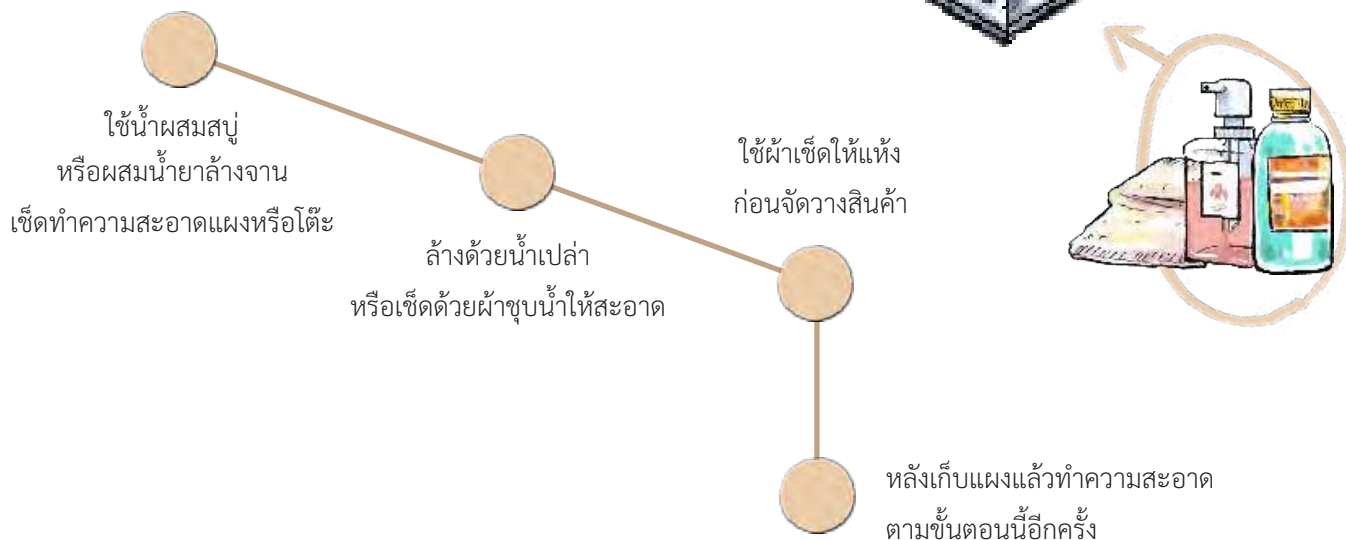 ใช้น้ำผสมสบู่
หรือผสมน้ำยาล้างจาน
เช็ดทำความสะอาดแผงหรือโต๊ะ
ล้างด้วยน้ำเปล่า
หรือเช็ดด้วยผ้าชุบน้ำให้สะอาด
ใช้ผ้าเช็ดให้แห้ง
ก่อนจัดวางสินค้า
หลังเก็บแผงแล้วทำความสะอาด
ตามขั้นตอนนี้อีกครั้ง